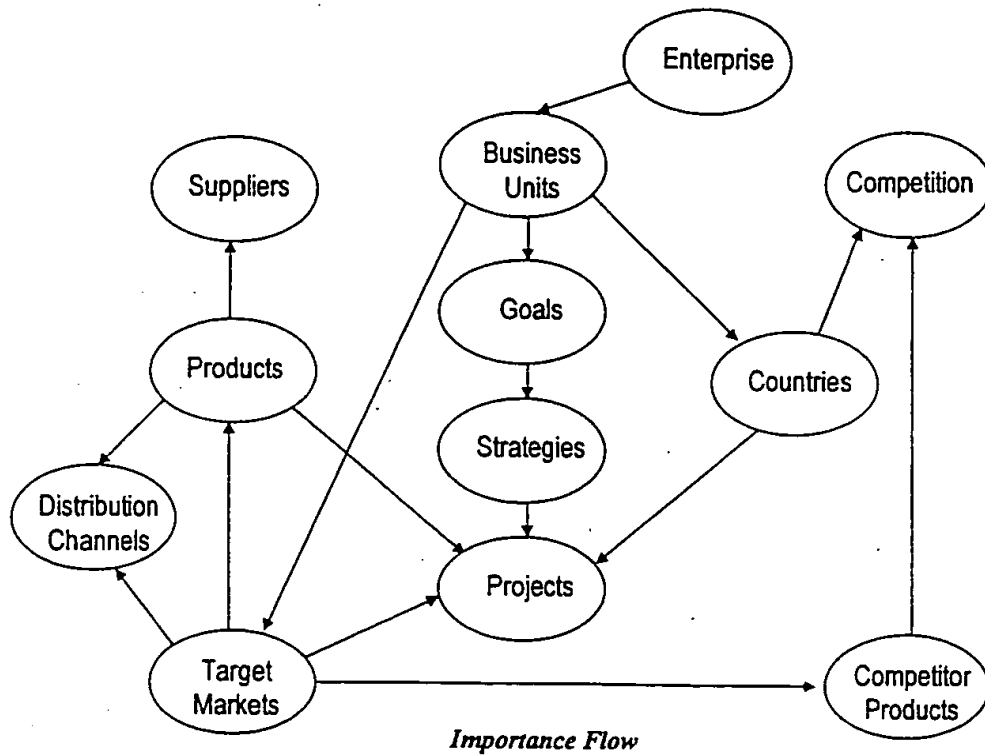 Enterprise
Business
Units
Suppliers
Competition
Goals
Products
Countries
Strategies
Distribution
Channels
Projects
Target
Markets
Competitor
Products
Importance Flow